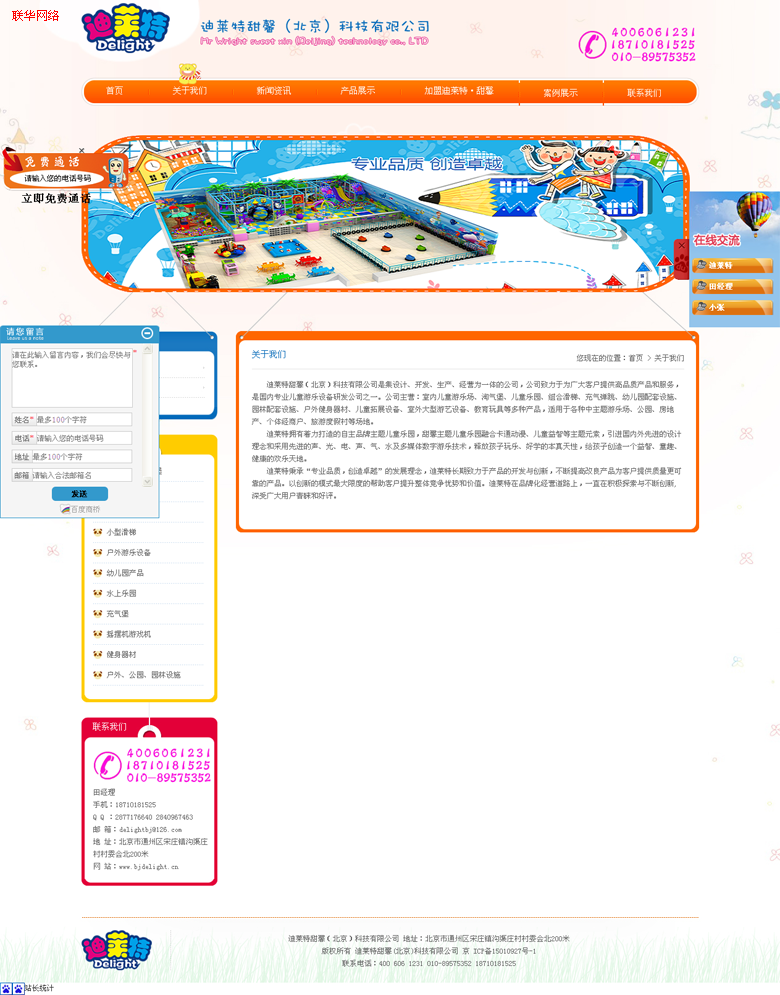 联华网络
迪莱特
Delight
迪莱特甜馨（北京）科技有限公司
Mr Wright sweet xin (Beijing) technology co., LTD
4006061231
18710181525
010-89575352
首页
关于我们
新闻资讯
产品展示
加盟迪莱特·甜馨
案例展示
联系我们
免费通话
请输入您的电话号码
立即免费通话
专业品质 创造卓越
在线交流
迪莱特
田经理
小张
请您留言
Leave us a note
请在此输入留言内容，我们会尽快与您联系。
姓名* 最多100个字符
电话* 请输入您的电话号码
地址 最多100个字符
邮箱 请输入合法邮箱名
发送
百度商桥
关于我们
您现在的位置：首页 > 关于我们
迪莱特甜馨（北京）科技有限公司是集设计、开发、生产、经营为一体的公司，公司致力于为广大客户提供高品质产品和服务，
是国内专业儿童游乐设备研发公司之一。公司主营：室内儿童游乐场、淘气堡、儿童乐园、组合滑梯、充气蹦跳、幼儿园配套设施、
园林配套设施、户外健身器材、儿童拓展设备、室外大型游艺设备、教育玩具等多种产品，适用于各种中主题游乐场、公园、房地
产、个体经商户、旅游度假村等场地。
迪莱特拥有着力打造的自主品牌主题儿童乐园，甜馨主题儿童乐园融合卡通动漫、儿童益智等主题元素，引进国内外先进的设计
理念和采用先进的声、光、电、声、气、水及多媒体数字游乐技术，释放孩子玩乐、好学的本真天性，给孩子创造一个益智、童趣、
健康的欢乐天地。
迪莱特秉承“专业品质，创造卓越”的发展理念，迪莱特长期致力于产品的开发与创新，不断提高改良产品为客户提供质量更可
靠的产品。以创新的模式最大限度的帮助客户提升整体竞争优势和价值。迪莱特在品牌化经营道路上，一直在积极探索与不断创新，
深受广大用户青睐和好评。
小型滑梯
户外游乐设备
幼儿园产品
水上乐园
充气堡
摇摆机游戏机
健身器材
户外、公园、园林设施
联系我们
4006061231
18710181525
010-89575352
田经理
手机：18710181525
Q Q ：2877176640 2840967463
邮 箱：delightbj@126.com
地 址：北京市通州区宋庄镇沟渠庄
村村委会北200米
网 站：www.bjdelight.cn
迪莱特
Delight
迪莱特甜馨（北京）科技有限公司 地址：北京市通州区宋庄镇沟渠庄村村委会北200米
版权所有 迪莱特甜馨(北京)科技有限公司 京 ICP备15010927号-1
联系电话：400 606 1231 010-89575352 18710181525
站长统计